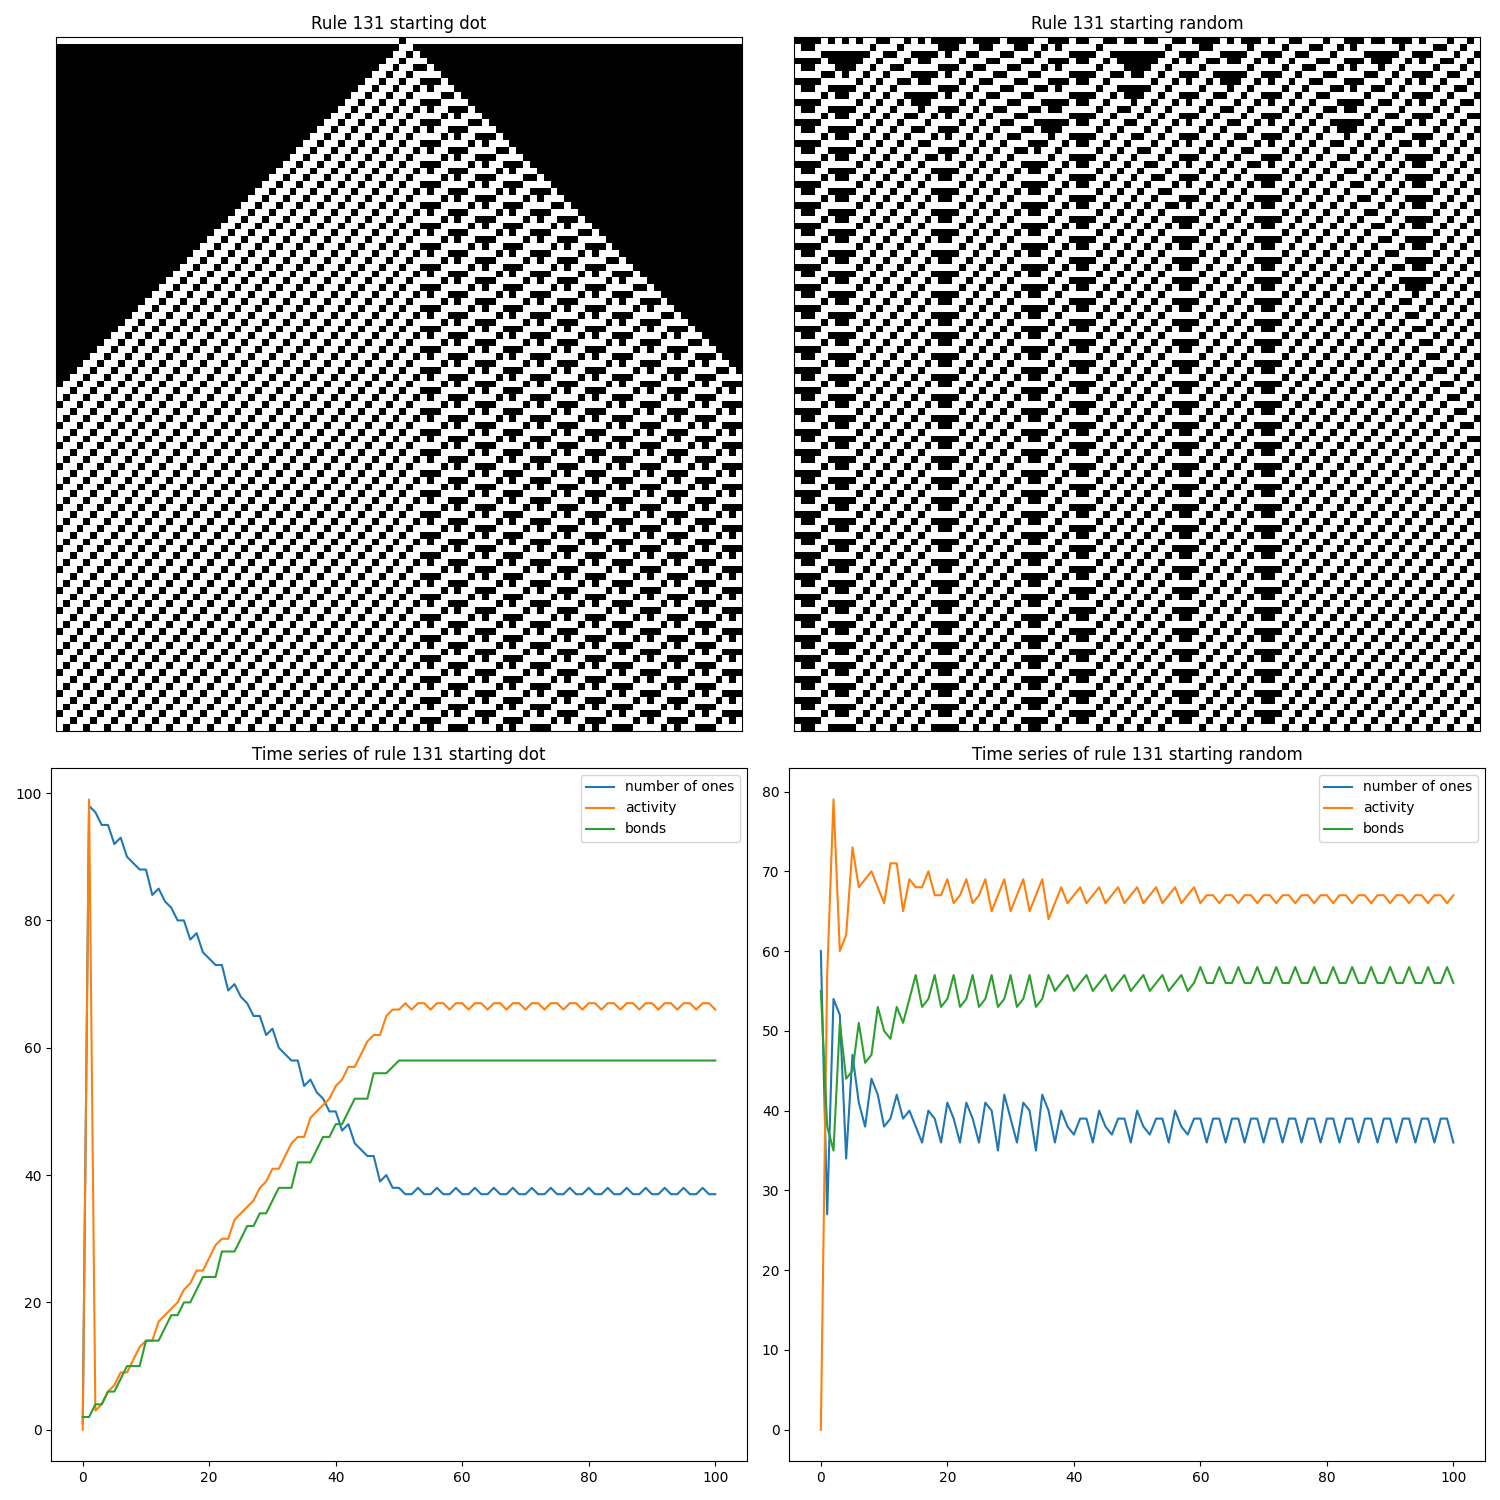 Rule 131 starting dot
Rule 131 starting random
Time series of rule 131 starting dot
number of ones
activity
bonds
100
80
60
40
20
0
0 20 40 60 80 100
Time series of rule 131 starting random
number of ones
activity
bonds
80
70
60
50
40
30
20
10
0
0 20 40 60 80 100